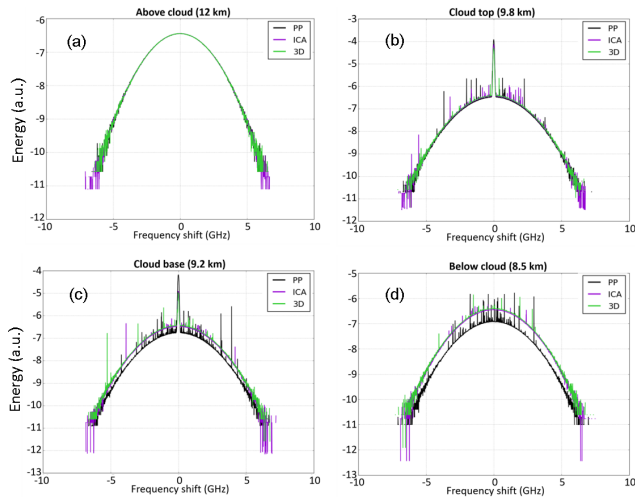 Above cloud (12 km)
(a)
PP
ICA
3D
Energy (a.u.)
-6
-7
-8
-9
-10
-11
-12
-10
-5
0
5
10
Frequency shift (GHz)
Cloud top (9.8 km)
(b)
PP
ICA
3D
-3
-4
-5
-6
-7
-8
-9
-10
-11
-12
-10
-5
0
5
10
Frequency shift (GHz)
Cloud base (9.2 km)
(c)
PP
ICA
3D
Energy (a.u.)
-4
-5
-6
-7
-8
-9
-10
-11
-12
-13
-10
-5
0
5
10
Frequency shift (GHz)
Below cloud (8.5 km)
(d)
PP
ICA
3D
-5
-6
-7
-8
-9
-10
-11
-12
-13
-10
-5
0
5
10
Frequency shift (GHz)